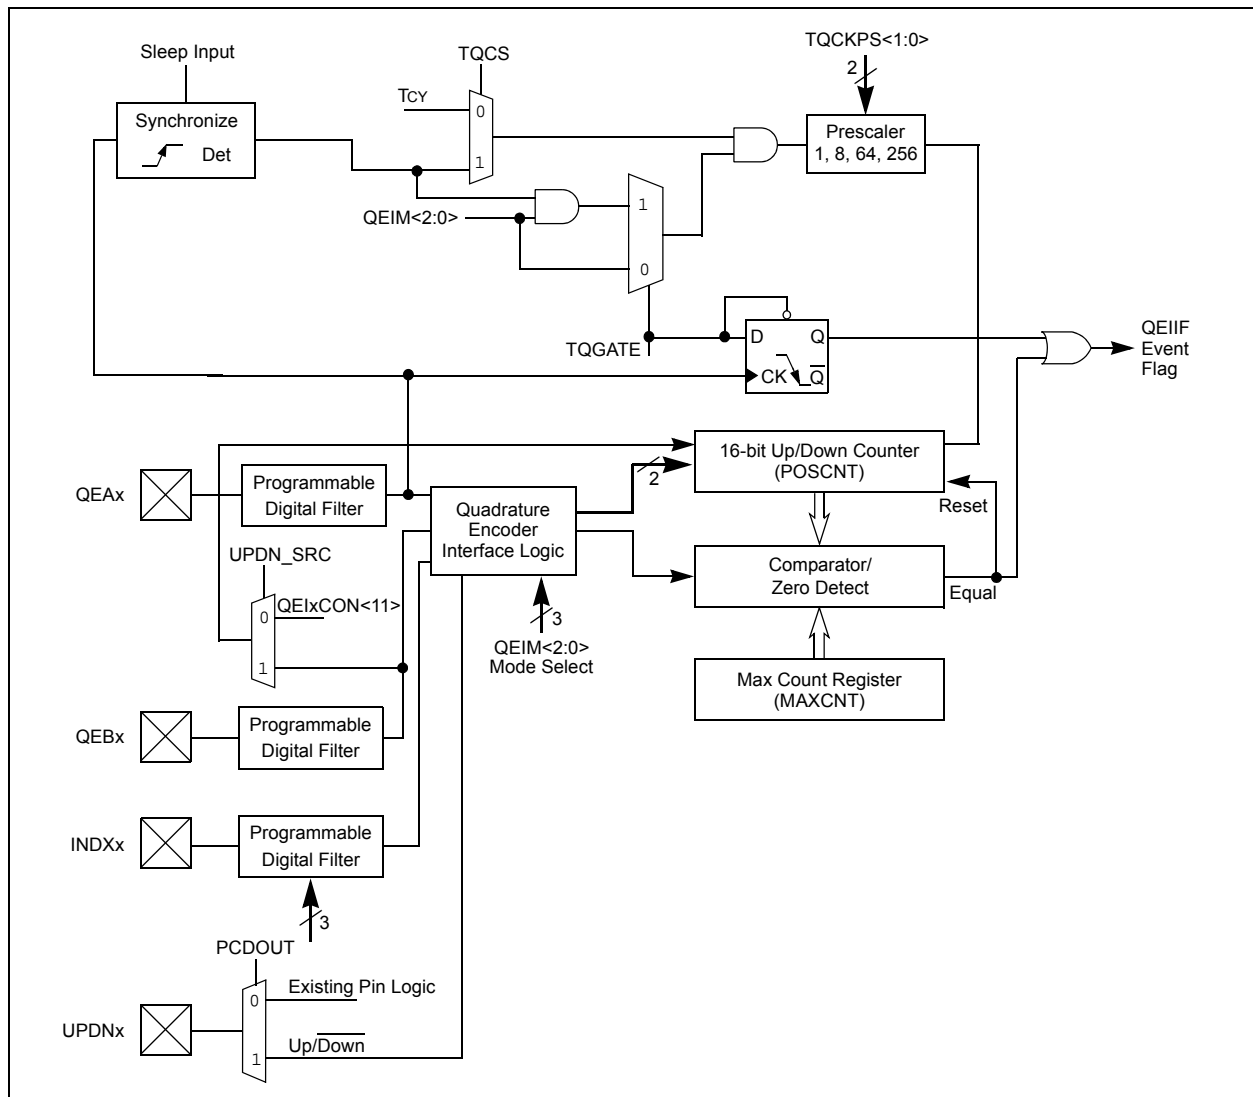 Sleep Input
TQCS
TQCKPS<1:0>
2
TCY
0
1
Synchronize
Det
Prescaler
1, 8, 64, 256
QEIM<2:0>
1
0
TQGATE
D
Q
CK
Q
QEIIF
Event
Flag
QEAx
Programmable
Digital Filter
Quadrature
Encoder
Interface Logic
2
16-bit Up/Down Counter
(POSCNT)
Reset
UPDN_SRC
0
QEIxCON<11>
1
3
QEIM<2:0>
Mode Select
Comparator/
Zero Detect
Equal
Max Count Register
(MAXCNT)
QEBx
Programmable
Digital Filter
INDXx
Programmable
Digital Filter
3
PCDOUT
0
Existing Pin Logic
UPDNx
1
Up/Down